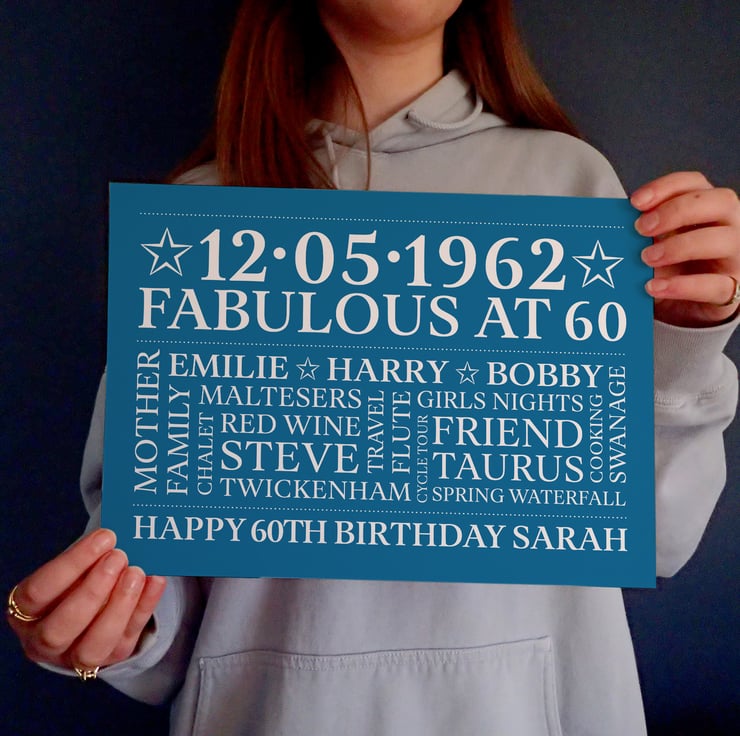 ☆ 12·05·1962 ☆
FABULOUS AT 60
MOTHER
FAMILY
EMILIE ☆ HARRY ☆ BOBBY
CHALET
MALTESERS
RED WINE
STEVE
TWICKENHAM
TRAVEL
FLUTE
CYCLE TOUR
GIRLS NIGHTS
FRIEND
TAURUS
SPRING WATERFALL
COOKING
SWANAGE
HAPPY 60TH BIRTHDAY SARAH